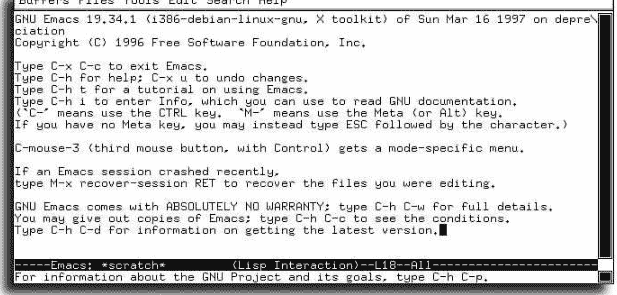 Buffers Files Tools Edit Search Help
GNU Emacs 19.34.1 (i386-debian-linux-gnu, X toolkit) of Sun Mar 16 1997 on depre\
ciation
Copyright (C) 1996 Free Software Foundation, Inc.
Type C-x C-c to exit Emacs.
Type C-h for help; C-x u to undo changes.
Type C-h t for a tutorial on using Emacs.
Type C-h i to enter Info, which you can use to read GNU documentation.
(`C-' means use the CTRL key.  `M-' means use the Meta (or Alt) key.
If you have no Meta key, you may instead type ESC followed by the character.)
C-mouse-3 (third mouse button, with Control) gets a mode-specific menu.
If an Emacs session crashed recently,
type M-x recover-session RET to recover the files you were editing.
GNU Emacs comes with ABSOLUTELY NO WARRANTY; type C-h C-w for full details.
You may give out copies of Emacs; type C-h C-c to see the conditions.
Type C-h C-d for information on getting the latest version.
-----Emacs: *scratch*          (Lisp Interaction)--L18--All------------------------
For information about the GNU Project and its goals, type C-h C-p.